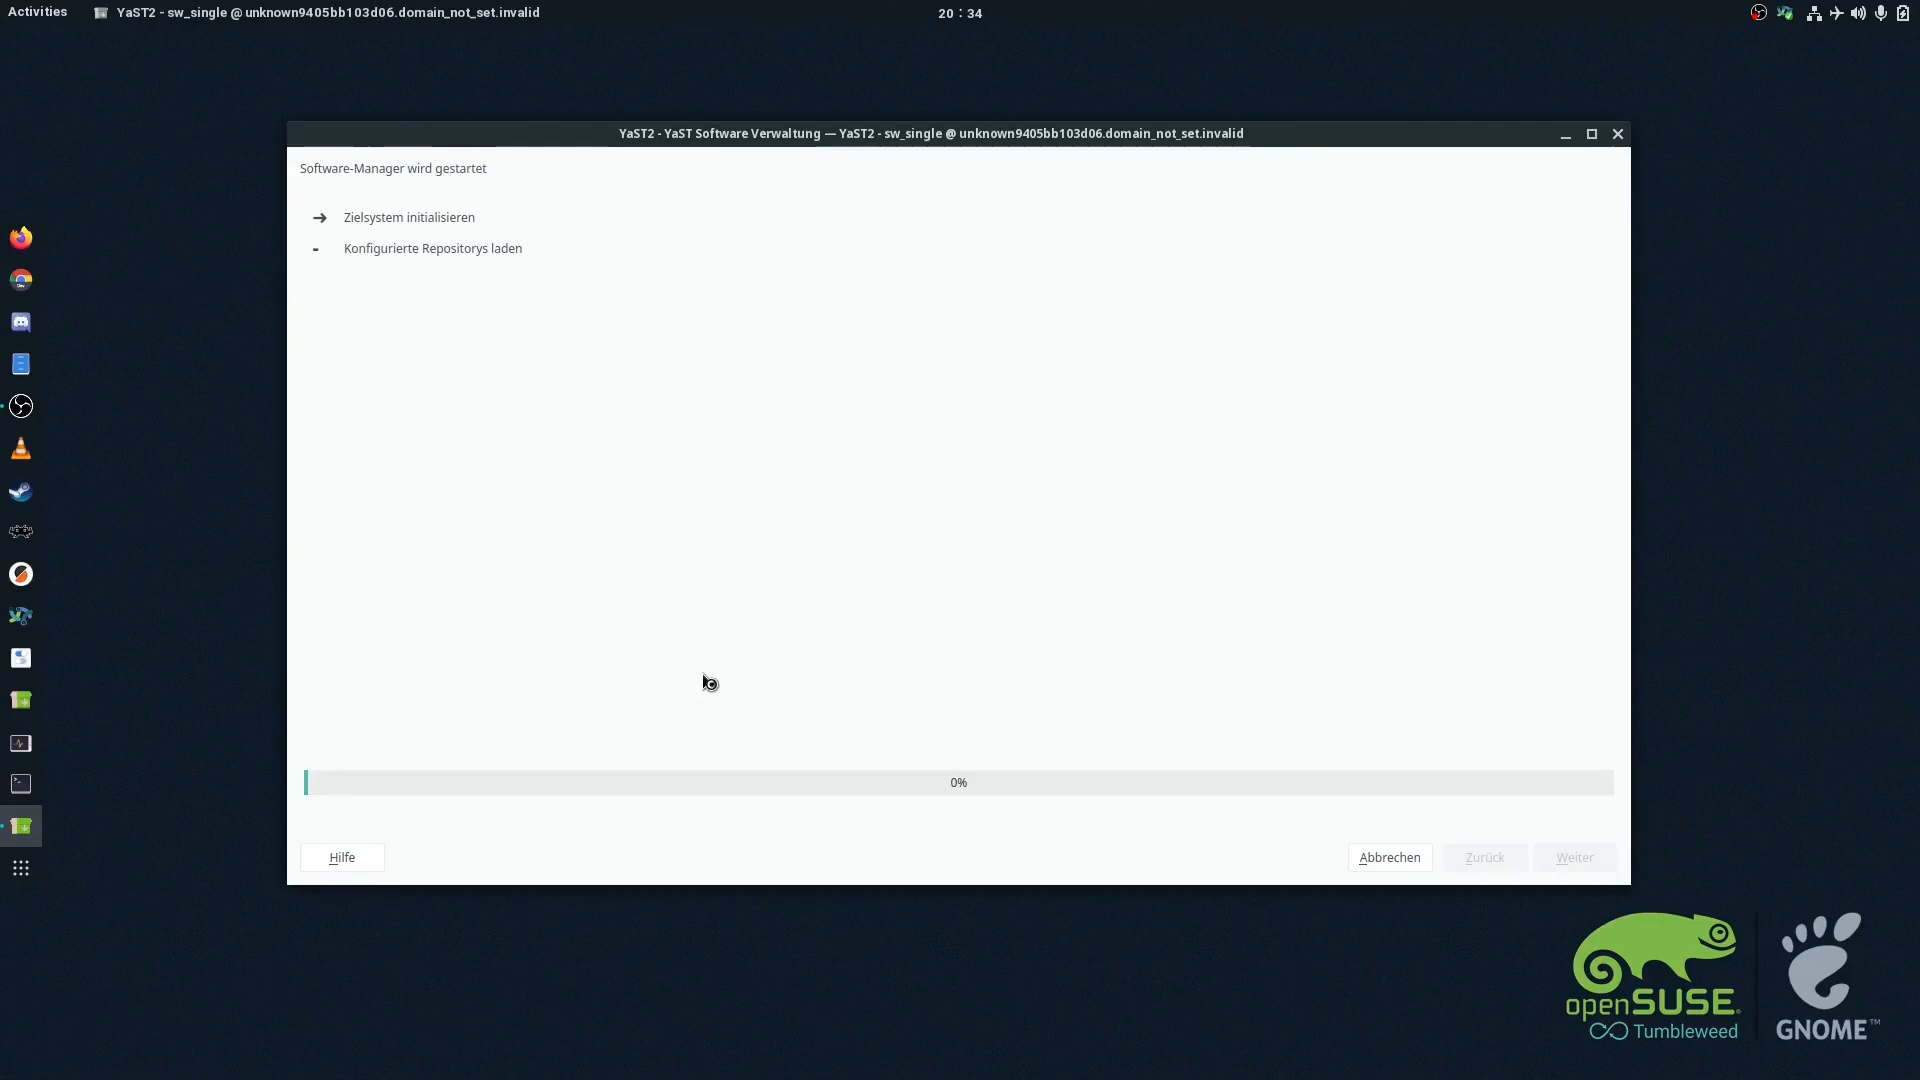 Activities
YaST2 - sw_single @ unknown9405bb103d06.domain_not_set.invalid
20 : 34
YaST2 - YaST Software Verwaltung — YaST2 - sw_single @ unknown9405bb103d06.domain_not_set.invalid
Software-Manager wird gestartet
➔ Zielsystem initialisieren
- Konfigurierte Repositorys laden
0%
Hilfe
Abbrechen
Zurück
Weiter
openSUSE®
Tumbleweed
GNOME™